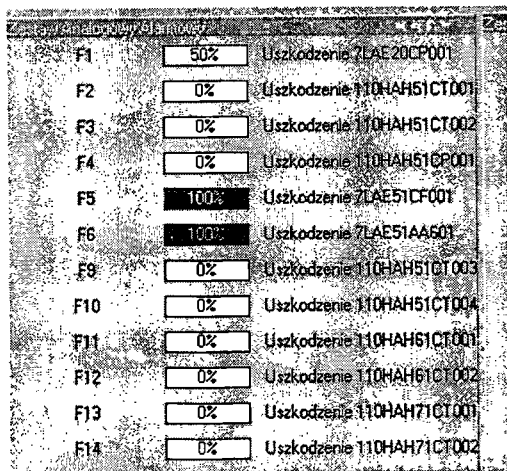 F1 50% Uszkodzenie 7LAE20CP001
F2 0% Uszkodzenie 110HAH51CT001
F3 0% Uszkodzenie 110HAH51CT002
F4 0% Uszkodzenie 110HAH51CP001
F5 100% Uszkodzenie 7LAE51CF001
F6 100% Uszkodzenie 7LAE51AA601
F9 0% Uszkodzenie 110HAH51CT003
F10 0% Uszkodzenie 110HAH51CT004
F11 0% Uszkodzenie 110HAH61CT001
F12 0% Uszkodzenie 110HAH61CT002
F13 0% Uszkodzenie 110HAH71CT001
F14 0% Uszkodzenie 110HAH71CT002